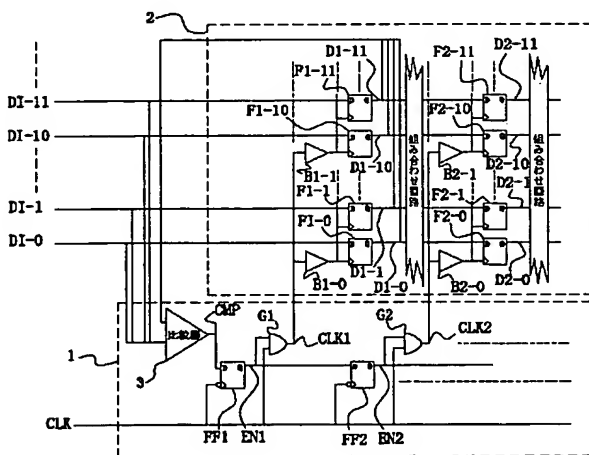 2
D1-11
F2-11
D2-11
F1-11
DI-11
F1-10
F2-10
DI-10
組み合わせ回路
組み合わせ回路
B1-1
D1-10
B2-1
D2-10
F1-1
F2-1
D2-1
DI-1
F1-0
F2-0
DI-0
B1-0
D1-1
D1-0
B2-0
D2-0
CMP
G1
G2
CLK1
CLK2
比較器
1
3
CLK
FF1
EN1
FF2
EN2